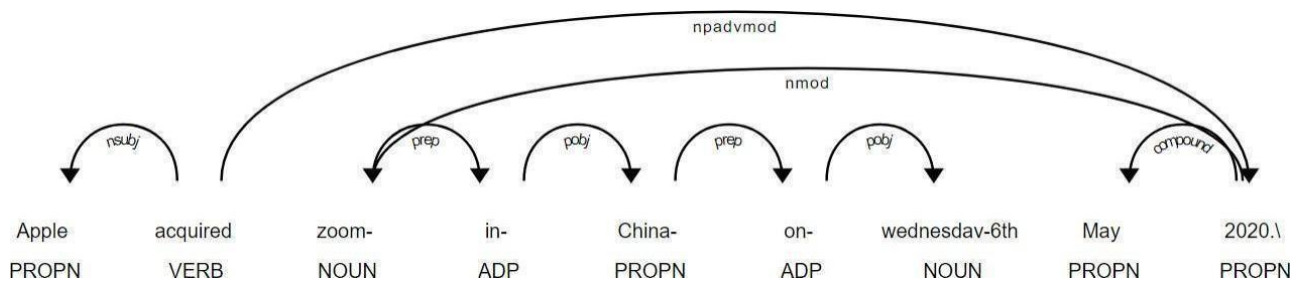 npadvmod
nmod
nsubj prep pobj prep pobj compound
Apple acquired zoom- in- China- on- wednesdav-6th May 2020.\
PROPN VERB NOUN ADP PROPN ADP NOUN PROPN PROPN